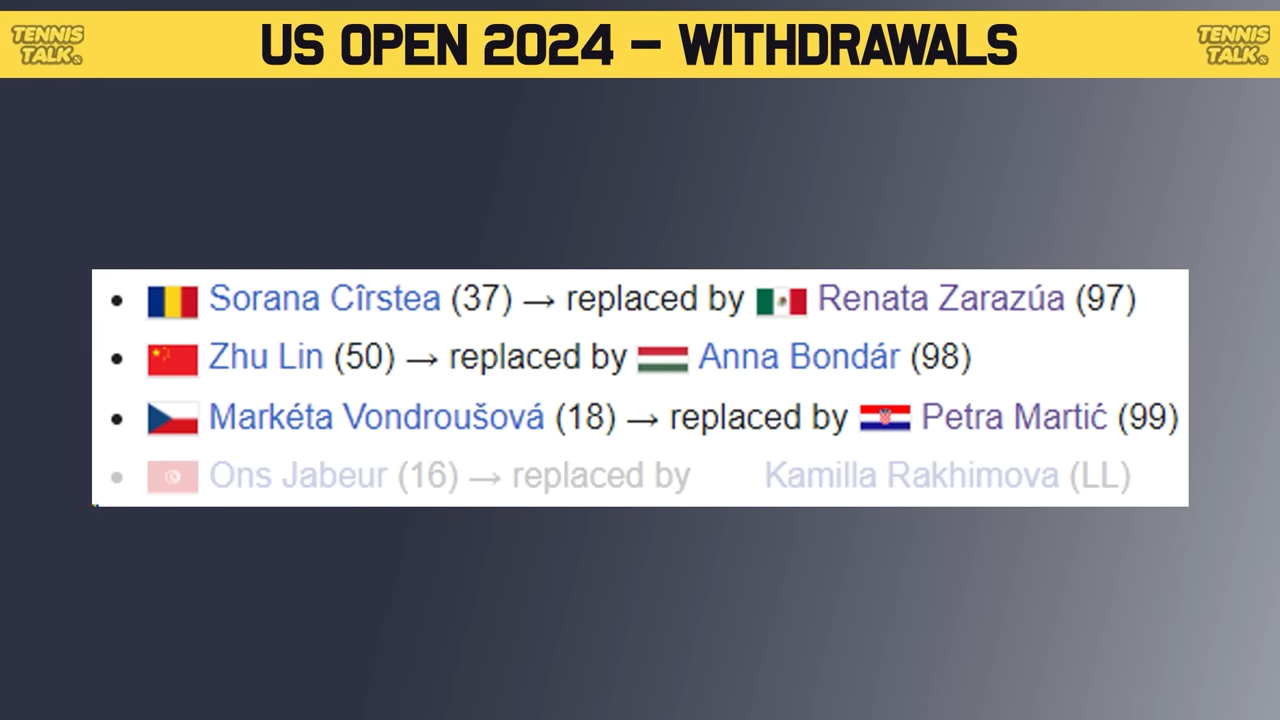 TENNIS TALK
US OPEN 2024 – WITHDRAWALS
TENNIS TALK
• Sorana Cîrstea (37) → replaced by Renata Zarazúa (97)
• Zhu Lin (50) → replaced by Anna Bondár (98)
• Markéta Vondroušová (18) → replaced by Petra Martić (99)
• Ons Jabeur (16) → replaced by Kamilla Rakhimova (LL)